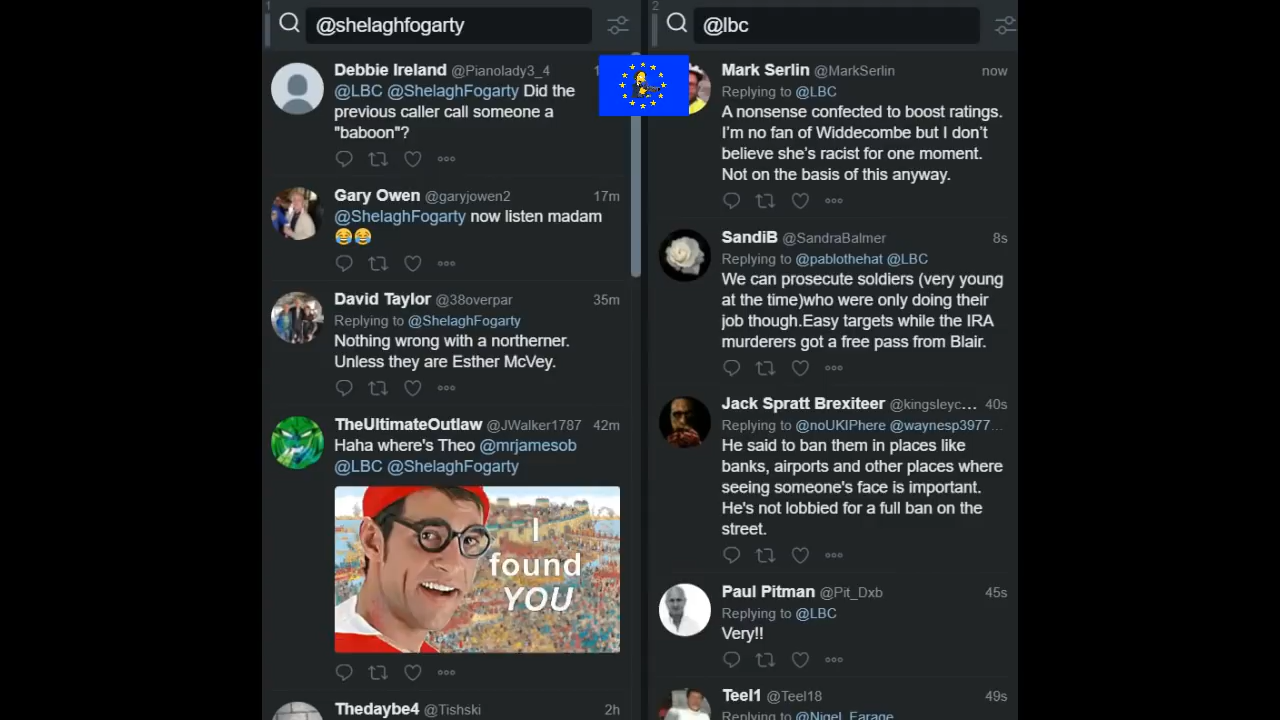 1
@shelaghfogarty
Debbie Ireland @Pianolady3_4
@LBC @ShelaghFogarty Did the
previous caller call someone a
"baboon"?
Gary Owen @garyjowen2 17m
@ShelaghFogarty now listen madam
😂😂
David Taylor @38overpar 35m
Replying to @ShelaghFogarty
Nothing wrong with a northerner.
Unless they are Esther McVey.
TheUltimateOutlaw @JWalker1787 42m
Haha where's Theo @mrjamesob
@LBC @ShelaghFogarty
I
found
YOU
Thedaybe4 @Tishski 2h
2
@lbc
Mark Serlin @MarkSerlin now
Replying to @LBC
A nonsense confected to boost ratings.
I'm no fan of Widdecombe but I don't
believe she's racist for one moment.
Not on the basis of this anyway.
SandiB @SandraBalmer 8s
Replying to @pablothehat @LBC
We can prosecute soldiers (very young
at the time)who were only doing their
job though.Easy targets while the IRA
murderers got a free pass from Blair.
Jack Spratt Brexiteer @kingsleyc... 40s
Replying to @noUKIPhere @waynesp3977...
He said to ban them in places like
banks, airports and other places where
seeing someone's face is important.
He's not lobbied for a full ban on the
street.
Paul Pitman @Pit_Dxb 45s
Replying to @LBC
Very!!
Teel1 @Teel18 49s
Replying to @Nigel_Farage